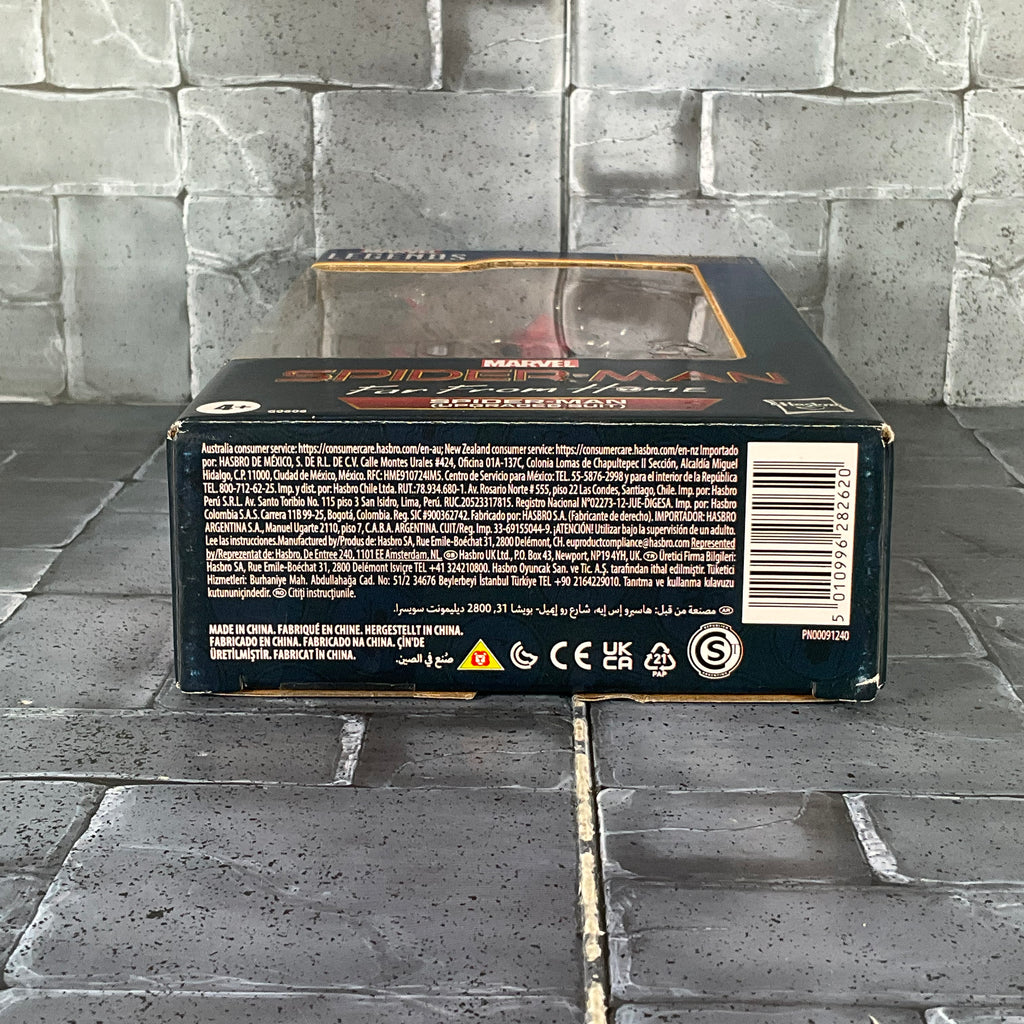 LEGENDS
MARVEL
SPIDER-MAN
Far From Home
SPIDER-MAN
(UPGRADED SUIT)
4+
Hasbro
Australia consumer service: https://consumercare.hasbro.com/en-au; New Zealand consumer service: https://consumercare.hasbro.com/en-nz Importado
por: HASBRO DE MÉXICO, S. DE R.L. DE C.V. Calle Montes Urales #424, Oficina 01A-137C, Colonia Lomas de Chapultepec II Sección, Alcaldía Miguel
Hidalgo, C.P. 11000, Ciudad de México, México. RFC: HME9107241M5. Centro de Servicio para México: TEL. 55-5876-2998 y para el interior de la República
TEL. 800-712-62-25. Imp. y dist. por: Hasbro Chile Ltd. RUT.:78.934.680-1. Av. Rosario Norte # 555, piso 22 Las Condes, Santiago, Chile. Imp. por: Hasbro
Perú S.R.L. Av. Santo Toribio No. 115 piso 3 San Isidro, Lima, Perú. RUC.20523317815. Registro Nacional N°02273-12-JUE-DIGESA. Imp. por: Hasbro
Colombia S.A.S. Carrera 11B 99-25, Bogotá, Colombia. Reg. SIC #900362742. Fabricado por: HASBRO S.A. (Fabricante de derecho). IMPORTADOR: HASBRO
ARGENTINA S.A., Manuel Ugarte 2110, piso 7, C.A.B.A. ARGENTINA. CUIT/Reg. Imp. 33-69155044-9. ¡ATENCIÓN! Utilizar bajo la supervisión de un adulto.
Lee las instrucciones. Manufactured by/Produs de: Hasbro SA, Rue Emile-Boéchat 31, 2800 Delémont, CH. euproductcompliance@hasbro.com Represented
by/Reprezentat de: Hasbro, De Entree 240, 1101 EE Amsterdam, NL. GB Hasbro UK Ltd., P.O. Box 43, Newport, NP19 4YH, UK. TR Üretici Firma Bilgileri:
Hasbro SA, Rue Emile-Boéchat 31, 2800 Delémont İsviçre TEL +41 324210800. Hasbro Oyuncak San. ve Tic. A.Ş. tarafından ithal edilmiştir. Tüketici
Hizmetleri: Burhaniye Mah. Abdullahağa Cad. No: 51/2 34676 Beylerbeyi İstanbul Türkiye TEL +90 2164229010. Tanıtma ve kullanma kılavuzu
kutunun içindedir. RO Citiți instrucțiunile.
AR مصنعة من قبل: هاسبرو إس إيه، شارع رو إميل- بويشا 31, 2800 ديليمونت سويسرا.
MADE IN CHINA. FABRIQUÉ EN CHINE. HERGESTELLT IN CHINA.
FABRICADO EN CHINA. FABRICADO NA CHINA. ÇİN'DE
ÜRETİLMİŞTİR. FABRICAT ÎN CHINA.
صُنع في الصين.
CE
UK
CA
21
PAP
S
5 010996 282620
PN00091240